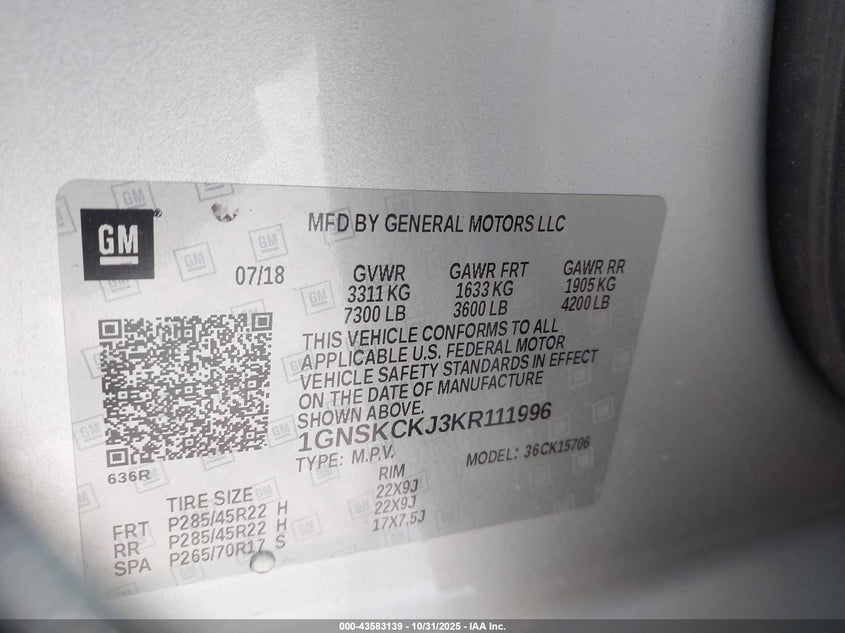 GM
MFD BY GENERAL MOTORS LLC
07/18 GVWR GAWR FRT GAWR RR
3311 KG 1633 KG 1905 KG
7300 LB 3600 LB 4200 LB
THIS VEHICLE CONFORMS TO ALL
APPLICABLE U.S. FEDERAL MOTOR
VEHICLE SAFETY STANDARDS IN EFFECT
ON THE DATE OF MANUFACTURE
SHOWN ABOVE.
1GNSKCKJ3KR111996
TYPE: M.P.V. MODEL: 36CK15706
636R
TIRE SIZE RIM
FRT P285/45R22 H 22X9J
RR P285/45R22 H 22X9J
SPA P265/70R17 S 17X7.5J
000-43583139 - 10/31/2025 - IAA Inc.